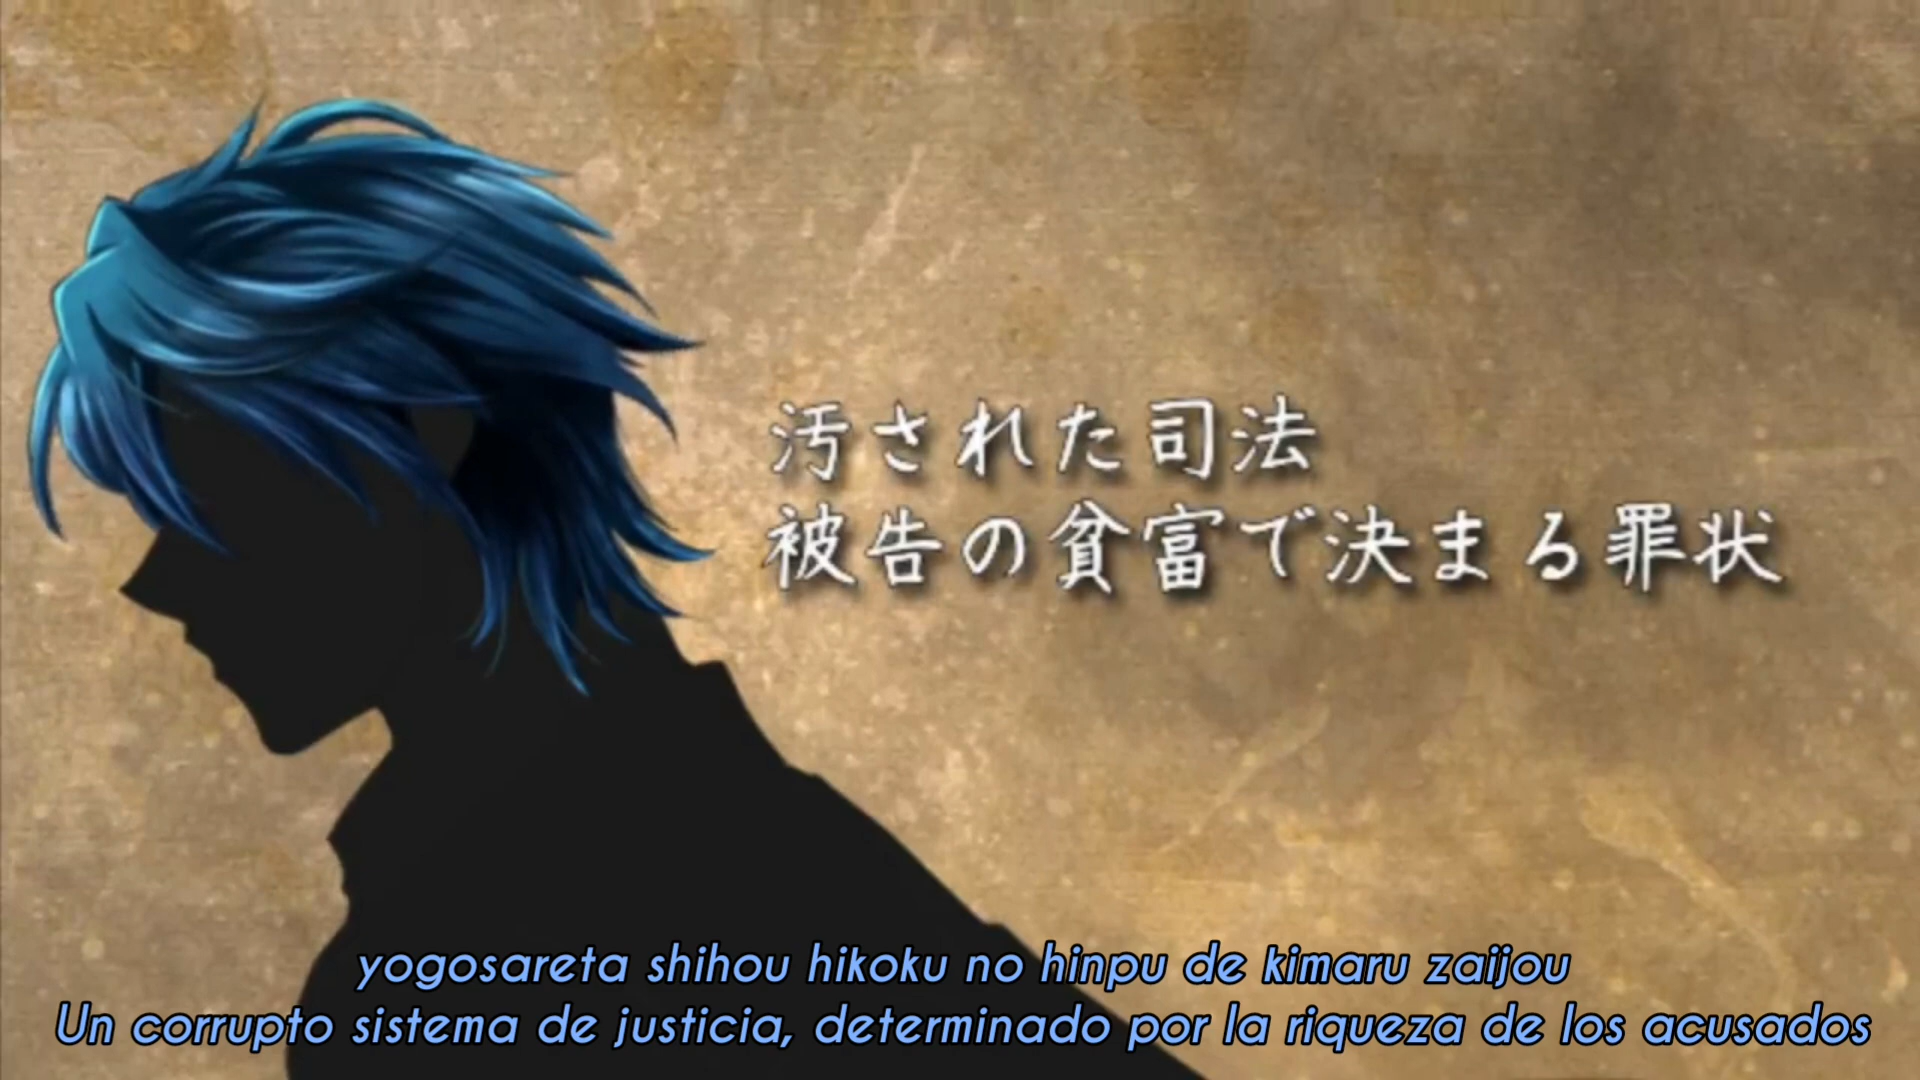 汚された司法
被告の貧富で決まる罪状
yogosareta shihou hikoku no hinpu de kimaru zaijou
Un corrupto sistema de justicia, determinado por la riqueza de los acusados